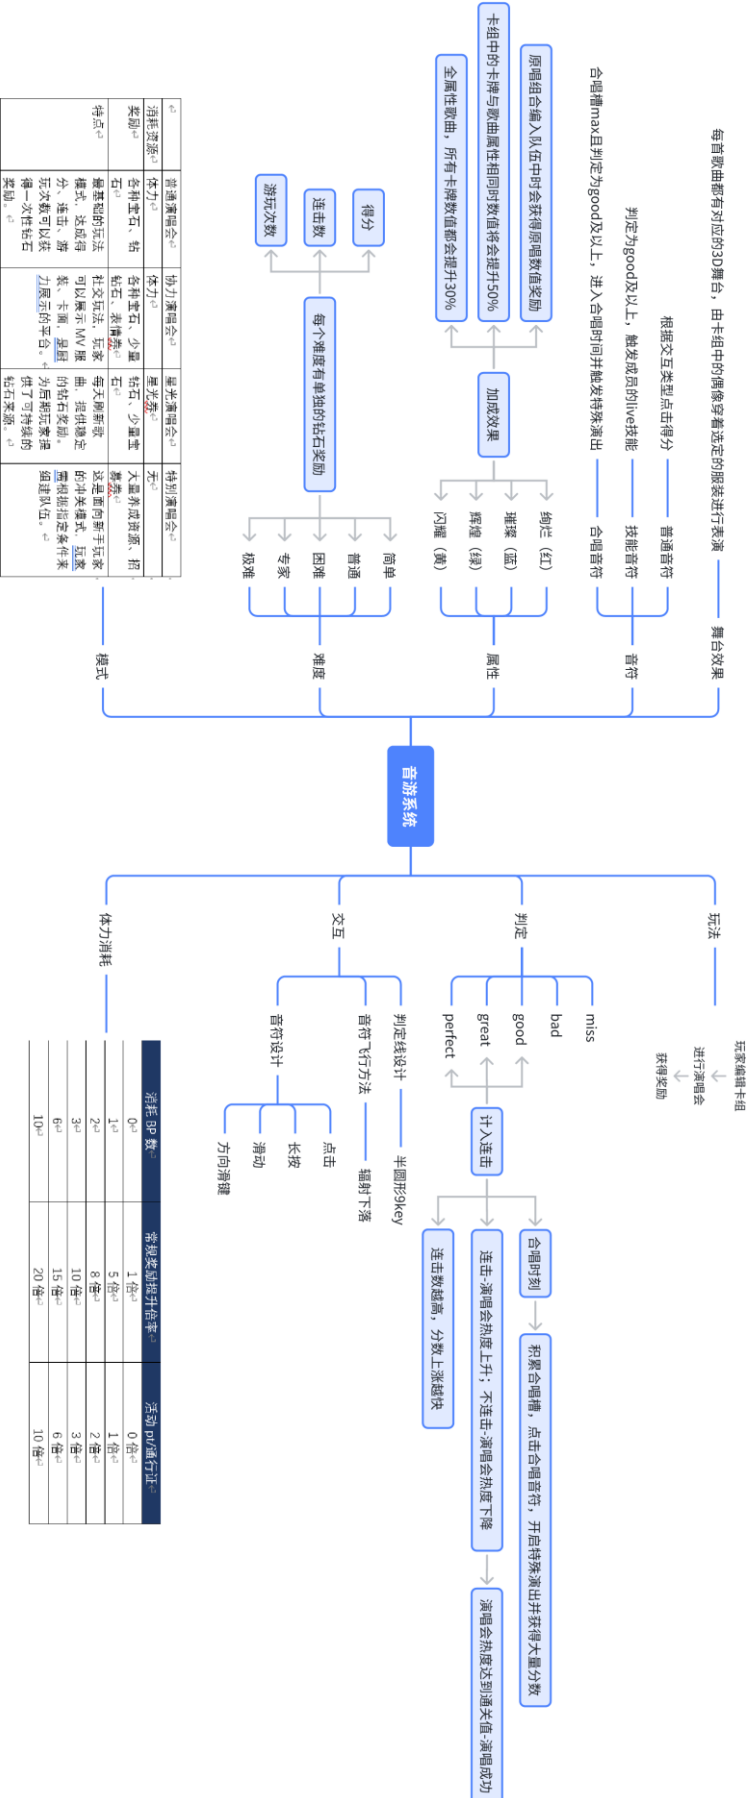 音游系统
舞台效果
每首歌曲都有对应的3D舞台，由卡组中的偶像穿着选定的服装进行表演
音符
普通音符
根据交互类型点击得分
技能音符
判定为good及以上，触发成员的live技能
合唱音符
合唱槽max且判定为good及以上，进入合唱时间并触发特殊演出
属性
绚烂（红）
璀璨（蓝）
辉煌（绿）
闪耀（黄）
加成效果
原唱组合编入队伍中时会获得原唱数值奖励
卡组中的卡牌与歌曲属性相同时数值将会提升50%
全属性歌曲，所有卡牌数值都会提升30%
难度
简单
普通
困难
专家
极难
每个难度有单独的钻石奖励
得分
连击数
游玩次数
模式
普通演唱会
协力演唱会
星光演唱会
特别演唱会
消耗资源
体力
体力
星光券
无
奖励
各种宝石、钻
石
各种宝石、少量
钻石、表情券
钻石、少量宝
石
大量养成资源、招
募券
特点
最基础的玩法
模式，达成得
分、连击、游
玩次数可以获
得一次性钻石
奖励。
社交玩法，玩家
可以展示 MV 服
装、卡面，是厨
力展示的平台。
每天刷新歌
曲，提供稳定
的钻石奖励。
为后期玩家提
供了可持续的
钻石来源。
这是面向新手玩家
的冲关模式，玩家
需根据指定条件来
组建队伍。
玩法
玩家编辑卡组
进行演唱会
获得奖励
判定
miss
bad
good
great
perfect
计入连击
合唱时刻
积累合唱槽，点击合唱音符，开启特殊演出并获得大量分数
连击-演唱会热度上升；不连击-演唱会热度下降
演唱会热度达到通关值-演唱成功
连击数越高，分数上涨越快
交互
判定线设计
半圆形9key
音符飞行方法
辐射下落
音符设计
点击
长按
滑动
方向滑键
体力消耗
消耗 BP 数
常规奖励提升倍率
活动 pt/通行证
0
1 倍
0 倍
1
5 倍
1 倍
2
8 倍
2 倍
3
10 倍
3 倍
6
15 倍
6 倍
10
20 倍
10 倍